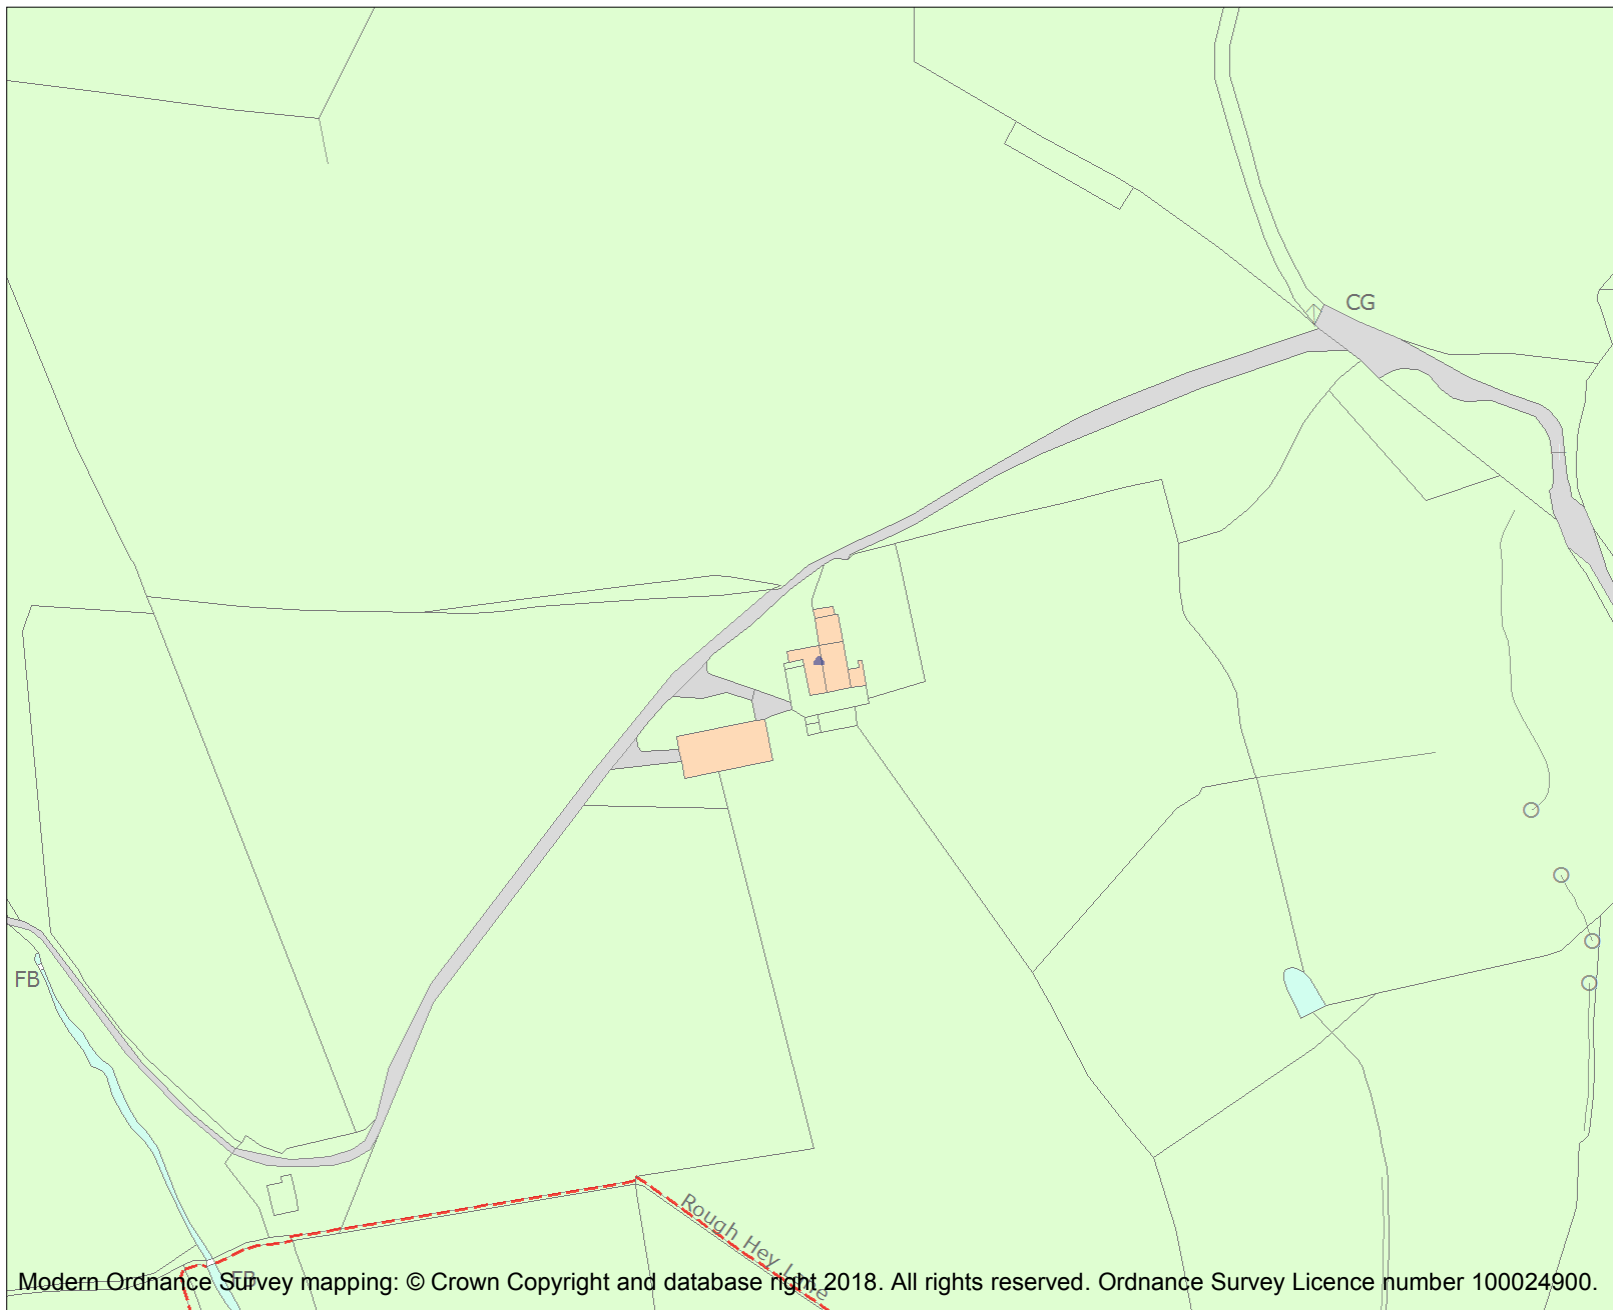 CG
FB
Rough Hey Lane
FB
Modern Ordnance Survey mapping: © Crown Copyright and database right 2018. All rights reserved. Ordnance Survey Licence number 100024900.